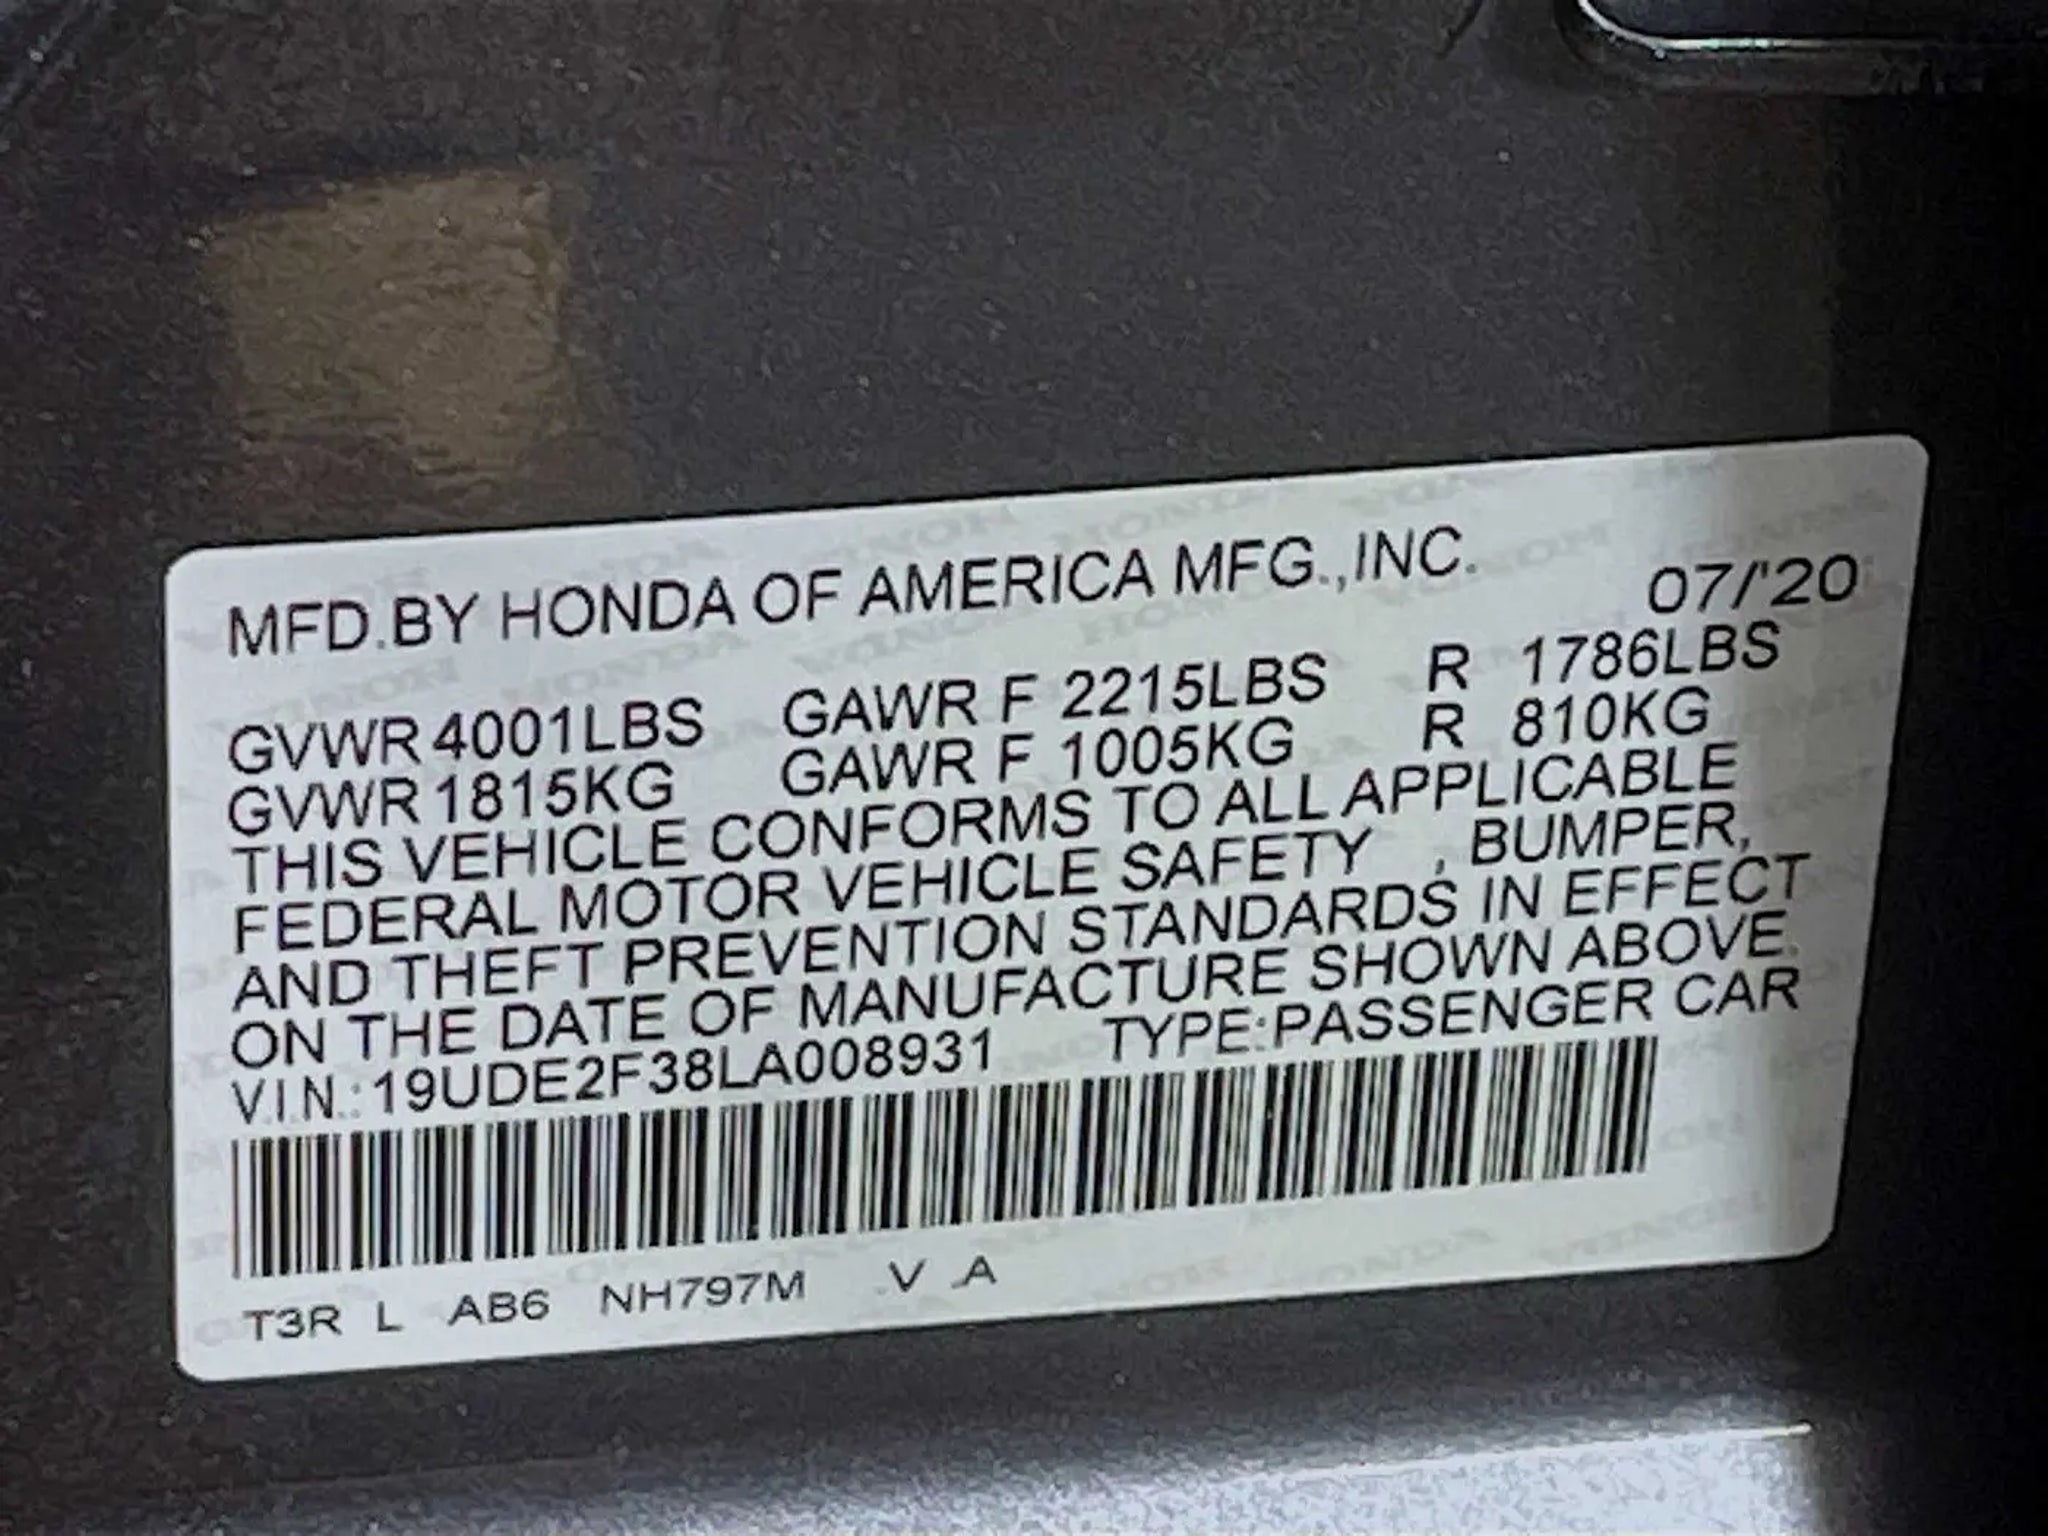 MFD.BY HONDA OF AMERICA MFG.,INC. 07/'20
GVWR 4001LBS GAWR F 2215LBS R 1786LBS
GVWR 1815KG GAWR F 1005KG R 810KG
THIS VEHICLE CONFORMS TO ALL APPLICABLE
FEDERAL MOTOR VEHICLE SAFETY , BUMPER,
AND THEFT PREVENTION STANDARDS IN EFFECT
ON THE DATE OF MANUFACTURE SHOWN ABOVE.
V.I.N.:19UDE2F38LA008931 TYPE:PASSENGER CAR
T3R L AB6 NH797M V A